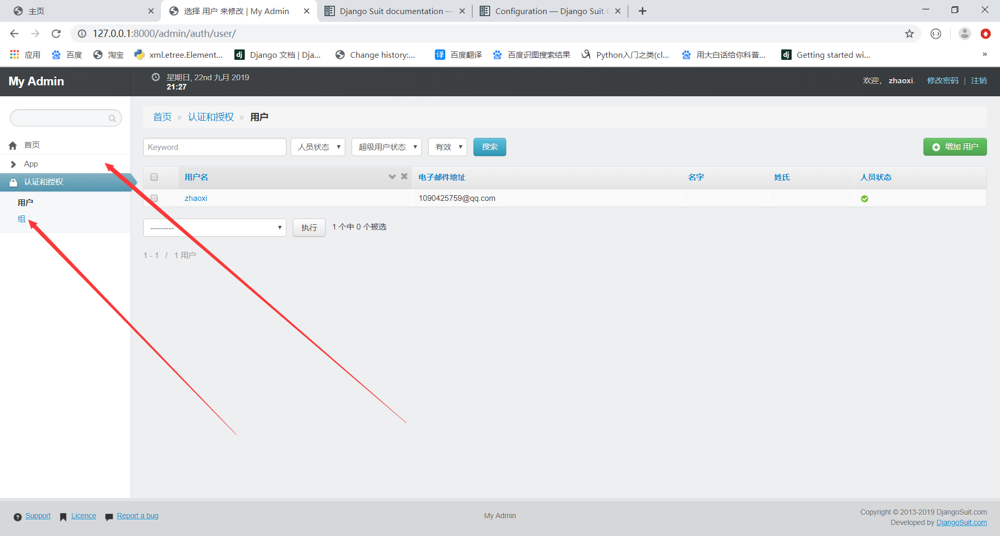 主页
选择 用户 来修改 | My Admin
Django Suit documentation —
Configuration — Django Suit
127.0.0.1:8000/admin/auth/user/
应用
百度
淘宝
xml.etree.Element...
Django 文档 | Dja...
Change history:...
译 百度翻译
百度识图搜索结果
Python入门之类(cl...
用大白话给你科普...
dj Getting started wi...
»
My Admin
星期日, 22nd 九月 2019
21:27
欢迎， zhaoxi. 修改密码 | 注销
首页 » 认证和授权 » 用户
Keyword
人员状态
超级用户状态
有效
搜索
增加 用户
首页
App
认证和授权
用户
组
用户名
电子邮件地址
名字
姓氏
人员状态
zhaoxi
1090425759@qq.com
---------
执行
1 个中 0 个被选
1 - 1 / 1 用户
Support
Licence
Report a bug
My Admin
Copyright © 2013-2019 DjangoSuit.com
Developed by DjangoSuit.com